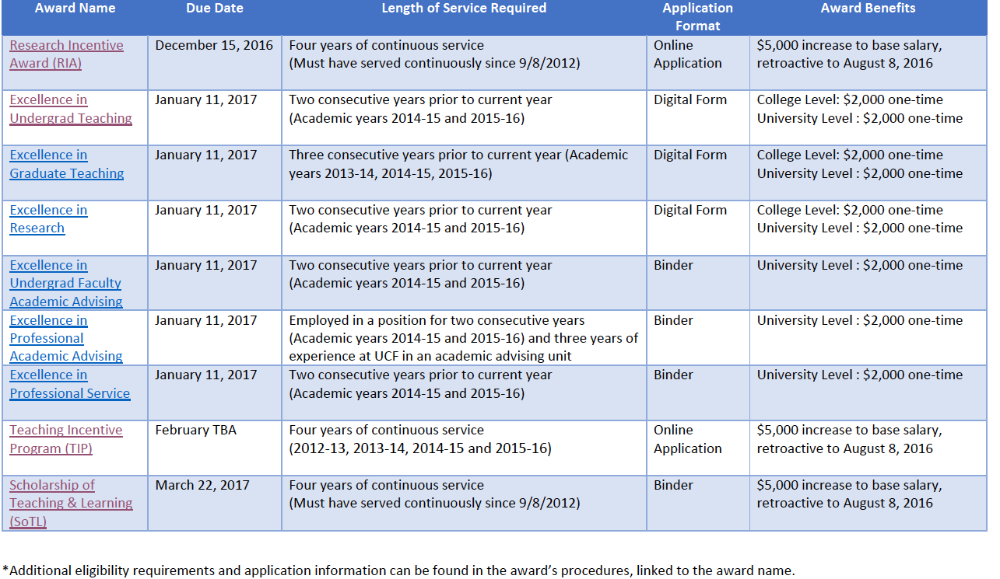 Award Name Due Date Length of Service Required Application Format Award Benefits
Research Incentive Award (RIA) December 15, 2016 Four years of continuous service (Must have served continuously since 9/8/2012) Online Application $5,000 increase to base salary, retroactive to August 8, 2016
Excellence in Undergrad Teaching January 11, 2017 Two consecutive years prior to current year (Academic years 2014-15 and 2015-16) Digital Form College Level: $2,000 one-time University Level : $2,000 one-time
Excellence in Graduate Teaching January 11, 2017 Three consecutive years prior to current year (Academic years 2013-14, 2014-15, 2015-16) Digital Form College Level: $2,000 one-time University Level : $2,000 one-time
Excellence in Research January 11, 2017 Two consecutive years prior to current year (Academic years 2014-15 and 2015-16) Digital Form College Level: $2,000 one-time University Level : $2,000 one-time
Excellence in Undergrad Faculty Academic Advising January 11, 2017 Two consecutive years prior to current year (Academic years 2014-15 and 2015-16) Binder University Level : $2,000 one-time
Excellence in Professional Academic Advising January 11, 2017 Employed in a position for two consecutive years (Academic years 2014-15 and 2015-16) and three years of experience at UCF in an academic advising unit Binder University Level : $2,000 one-time
Excellence in Professional Service January 11, 2017 Two consecutive years prior to current year (Academic years 2014-15 and 2015-16) Binder University Level : $2,000 one-time
Teaching Incentive Program (TIP) February TBA Four years of continuous service (2012-13, 2013-14, 2014-15 and 2015-16) Online Application $5,000 increase to base salary, retroactive to August 8, 2016
Scholarship of Teaching & Learning (SoTL) March 22, 2017 Four years of continuous service (Must have served continuously since 9/8/2012) Binder $5,000 increase to base salary, retroactive to August 8, 2016
*Additional eligibility requirements and application information can be found in the award’s procedures, linked to the award name.